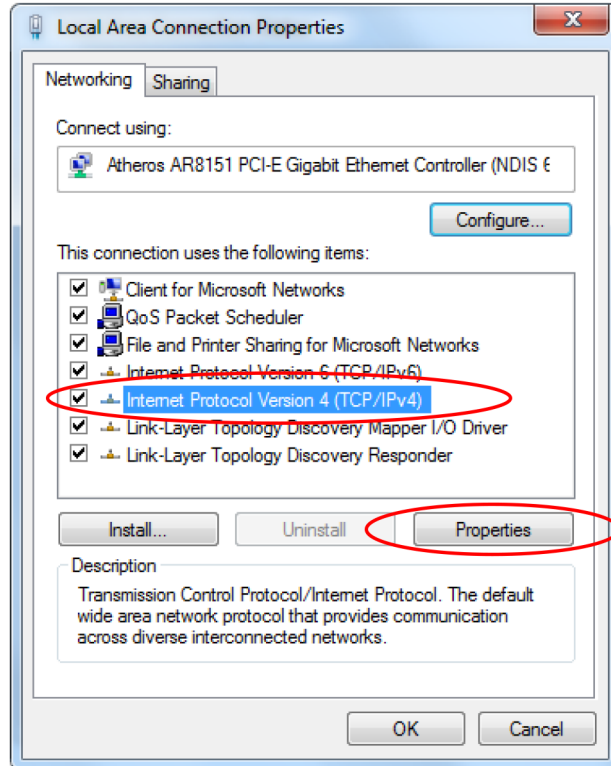 Local Area Connection Properties
Networking
Sharing
Connect using:
Atheros AR8151 PCI-E Gigabit Ethernet Controller (NDIS 6
Configure...
This connection uses the following items:
Client for Microsoft Networks
QoS Packet Scheduler
File and Printer Sharing for Microsoft Networks
Internet Protocol Version 6 (TCP/IPv6)
Internet Protocol Version 4 (TCP/IPv4)
Link-Layer Topology Discovery Mapper I/O Driver
Link-Layer Topology Discovery Responder
Install...
Uninstall
Properties
Description
Transmission Control Protocol/Internet Protocol. The default
wide area network protocol that provides communication
across diverse interconnected networks.
OK
Cancel